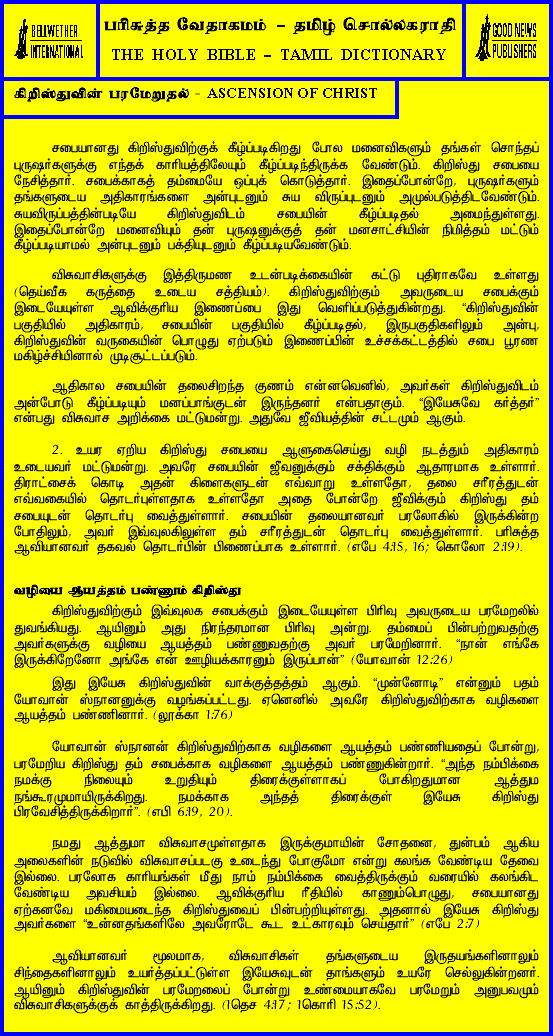 BELLWETHER
INTERNATIONAL
பரிசுத்த வேதாகமம் – தமிழ் சொல்லகராதி
THE HOLY BIBLE – TAMIL DICTIONARY
GOOD NEWS
PUBLISHERS
கிறிஸ்துவின் பரமேறுதல் - ASCENSION OF CHRIST
சபையானது கிறிஸ்துவிற்குக் கீழ்ப்படிகிறது போல மனைவிகளும் தங்கள் சொந்தப்
புருஷர்களுக்கு எந்தக் காரியத்திலேயும் கீழ்ப்படிந்திருக்க வேண்டும். கிறிஸ்து சபையை
நேசித்தார். சபைக்காகத் தம்மையே ஒப்புக் கொடுத்தார். இதைப்போன்றே, புருஷர்களும்
தங்களுடைய அதிகாரங்களை அன்புடனும் சுய விருப்புடனும் அமுல்படுத்திடவேண்டும்.
சுயவிருப்பத்தின்படியே கிறிஸ்துவிடம் சபையின் கீழ்ப்படிதல் அமைந்துள்ளது.
இதைப்போன்றே மனைவியும் தன் புருஷனுக்குத் தன் மனசாட்சியின் நிமித்தம் மட்டும்
கீழ்ப்படியாமல் அன்புடனும் பக்தியுடனும் கீழ்ப்படியவேண்டும்.
விசுவாசிகளுக்கு இத்திருமண உடன்படிக்கையின் கட்டு புதிராகவே உள்ளது
(தெய்வீக கருத்தை உடைய சத்தியம்). கிறிஸ்துவிற்கும் அவருடைய சபைக்கும்
இடையேயுள்ள ஆவிக்குரிய இணைப்பை இது வெளிப்படுத்துகின்றது. “கிறிஸ்துவின்
பகுதியில் அதிகாரம், சபையின் பகுதியில் கீழ்ப்படிதல், இருபகுதிகளிலும் அன்பு,
கிறிஸ்துவின் வருகையின் பொழுது ஏற்படும் இணைப்பின் உச்சக்கட்டத்தில் சபை பூரண
மகிழ்ச்சியினால் முடிசூட்டப்படும்.
ஆதிகால சபையின் தலைசிறந்த குணம் என்னவெனில், அவர்கள் கிறிஸ்துவிடம்
அன்போடு கீழ்ப்படியும் மனப்பாங்குடன் இருந்தனர் என்பதாகும். “இயேசுவே கர்த்தர்”
என்பது விசுவாச அறிக்கை மட்டுமன்று. அதுவே ஜீவியத்தின் சட்டமும் ஆகும்.
2. உயர ஏறிய கிறிஸ்து சபையை ஆளுகைசெய்து வழி நடத்தும் அதிகாரம்
உடையவர் மட்டுமன்று. அவரே சபையின் ஜீவனுக்கும் சக்திக்கும் ஆதாரமாக உள்ளார்.
திராட்சைக் கொடி அதன் கிளைகளுடன் எவ்வாறு உள்ளதோ, தலை சரீரத்துடன்
எவ்வகையில் தொடர்புள்ளதாக உள்ளதோ அதை போன்றே ஜீவிக்கும் கிறிஸ்து தம்
சபையுடன் தொடர்பு வைத்துள்ளார். சபையின் தலையானவர் பரலோகில் இருக்கின்ற
போதிலும், அவர் இவ்வுலகிலுள்ள தம் சரீரத்துடன் தொடர்பு வைத்துள்ளார். பரிசுத்த
ஆவியானவர் தகவல் தொடர்பின் பிணைப்பாக உள்ளார். (எபே 4:15, 16; கொலோ 2:19).
வழியை ஆயத்தம் பண்ணும் கிறிஸ்து
கிறிஸ்துவிற்கும் இவ்வுலக சபைக்கும் இடையேயுள்ள பிரிவு அவருடைய பரமேறலில்
துவங்கியது. ஆயினும் அது நிரந்தரமான பிரிவு அன்று. தம்மைப் பின்பற்றுவதற்கு
அவர்களுக்கு வழியை ஆயத்தம் பண்ணுவதற்கு அவர் பரமேறினார். “நான் எங்கே
இருக்கிறேனோ அங்கே என் ஊழியக்காரனும் இருப்பான்” (யோவான் 12:26)
இது இயேசு கிறிஸ்துவின் வாக்குத்தத்தம் ஆகும். “முன்னோடி” என்னும் பதம்
யோவான் ஸ்நானனுக்கு வழங்கப்பட்டது. ஏனெனில் அவரே கிறிஸ்துவிற்காக வழிகளை
ஆயத்தம் பண்ணினார். (லூக்கா 1:76)
யோவான் ஸ்நானன் கிறிஸ்துவிற்காக வழிகளை ஆயத்தம் பண்ணியதைப் போன்று,
பரமேறிய கிறிஸ்து தம் சபைக்காக வழிகளை ஆயத்தம் பண்ணுகின்றார். “அந்த நம்பிக்கை
நமக்கு நிலையும் உறுதியும் திரைக்குள்ளாகப் போகிறதுமான ஆத்தும
நங்கூரமுமாயிருக்கிறது. நமக்காக அந்தத் திரைக்குள் இயேசு கிறிஸ்து
பிரவேசித்திருக்கிறார்”. (எபி 6:19, 20).
நமது ஆத்துமா விசுவாசமுள்ளதாக இருக்குமாயின் சோதனை, துன்பம் ஆகிய
அலைகளின் நடுவில் விசுவாசப்படகு உடைந்து போகுமோ என்று கலங்க வேண்டிய தேவை
இல்லை. பரலோக காரியங்கள் மீது நாம் நம்பிக்கை வைத்திருக்கும் வரையில் கலங்கிட
வேண்டிய அவசியம் இல்லை. ஆவிக்குரிய ரீதியில் காணும்பொழுது, சபையானது
ஏற்கனவே மகிமையடைந்த கிறிஸ்துவைப் பின்பற்றியுள்ளது. அதனால் இயேசு கிறிஸ்து
அவர்களை “உன்னதங்களிலே அவரோடே கூட உட்காரவும் செய்தார்” (எபே 2:7)
ஆவியானவர் மூலமாக, விசுவாசிகள் தங்களுடைய இருதயங்களினாலும்
சிந்தைகளினாலும் உயர்த்தப்பட்டுள்ள இயேசுவுடன் தாங்களும் உயரே செல்லுகின்றனர்.
ஆயினும் கிறிஸ்துவின் பரமேறலைப் போன்று உண்மையாகவே பரமேறும் அனுபவமும்
விசுவாசிகளுக்குக் காத்திருக்கிறது. (1தெச 4:17; 1கொரி 15:52).